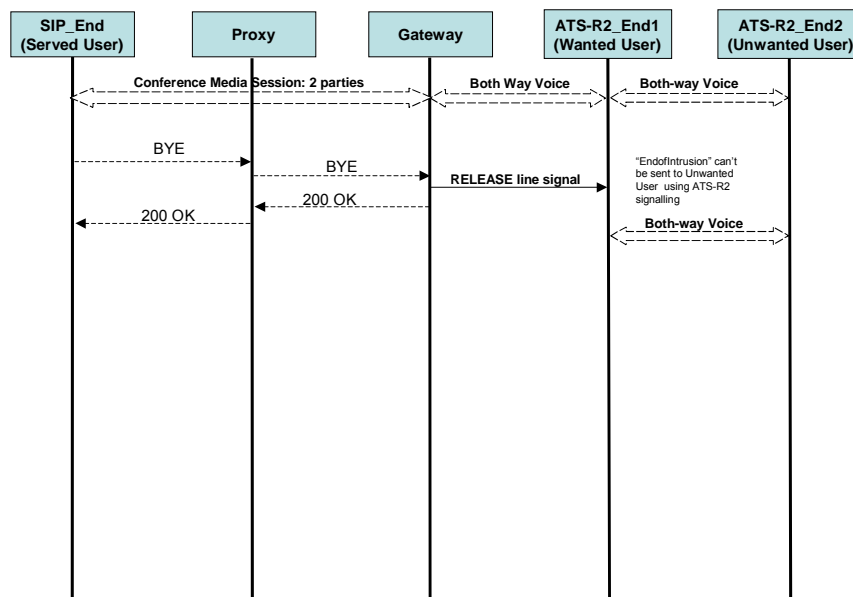 SIP_End
(Served User)
Proxy
Gateway
ATS-R2_End1
(Wanted User)
ATS-R2_End2
(Unwanted User)
Conference Media Session: 2 parties
Both Way Voice
Both-way Voice
BYE
BYE
RELEASE line signal
“EndofIntrusion” can’t
be sent to Unwanted
User using ATS-R2
signalling
200 OK
200 OK
Both-way Voice